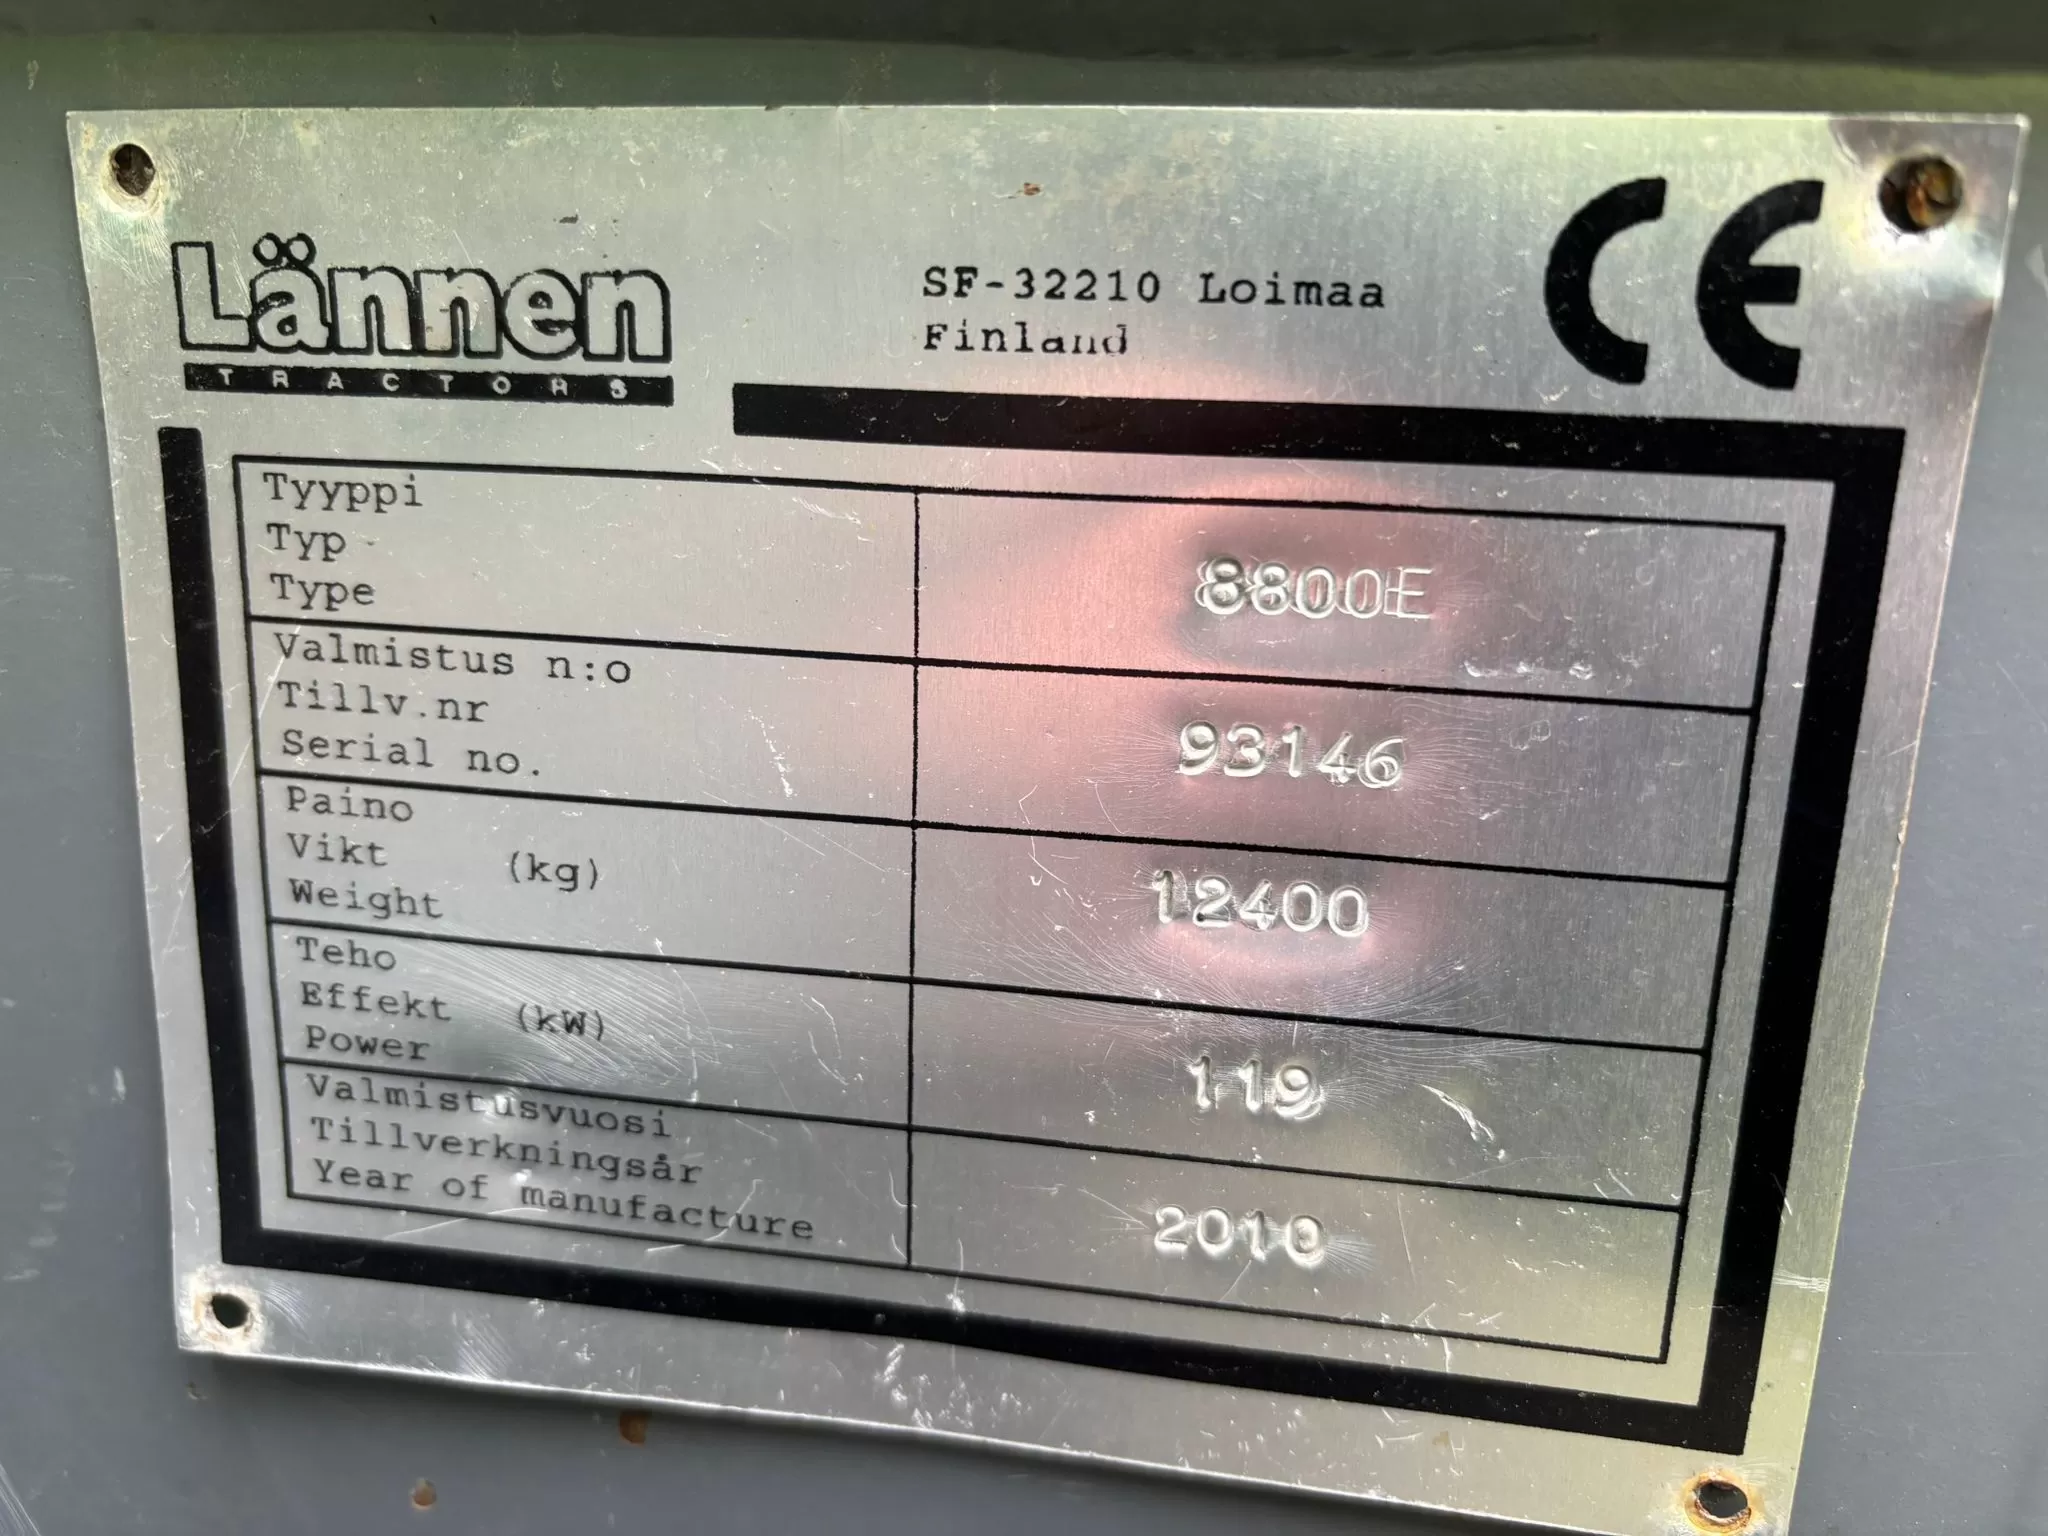 Lännen
TRACTORS
SF-32210 Loimaa
Finland
CE
Tyyppi
Typ
Type
8800E
Valmistus n:o
Tillv.nr
Serial no.
93146
Paino
Vikt (kg)
Weight
12400
Teho
Effekt (kW)
Power
119
Valmistusvuosi
Tillverkningsår
Year of manufacture
2010